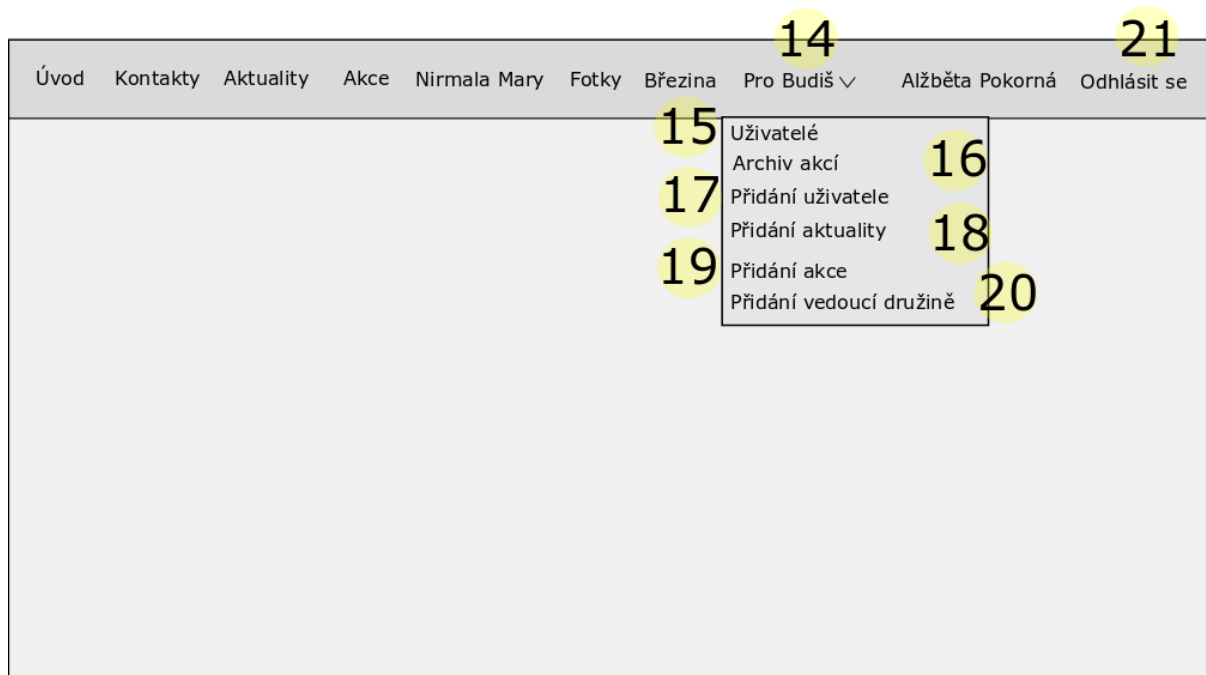 14 21
Úvod Kontakty Aktuality Akce Nirmala Mary Fotky Březina Pro Budiš Alžběta Pokorná Odhlásit se
15 Uživatelé
Archiv akcí 16
17 Přidání uživatele
Přidání aktuality 18
19 Přidání akce
Přidání vedoucí družině 20